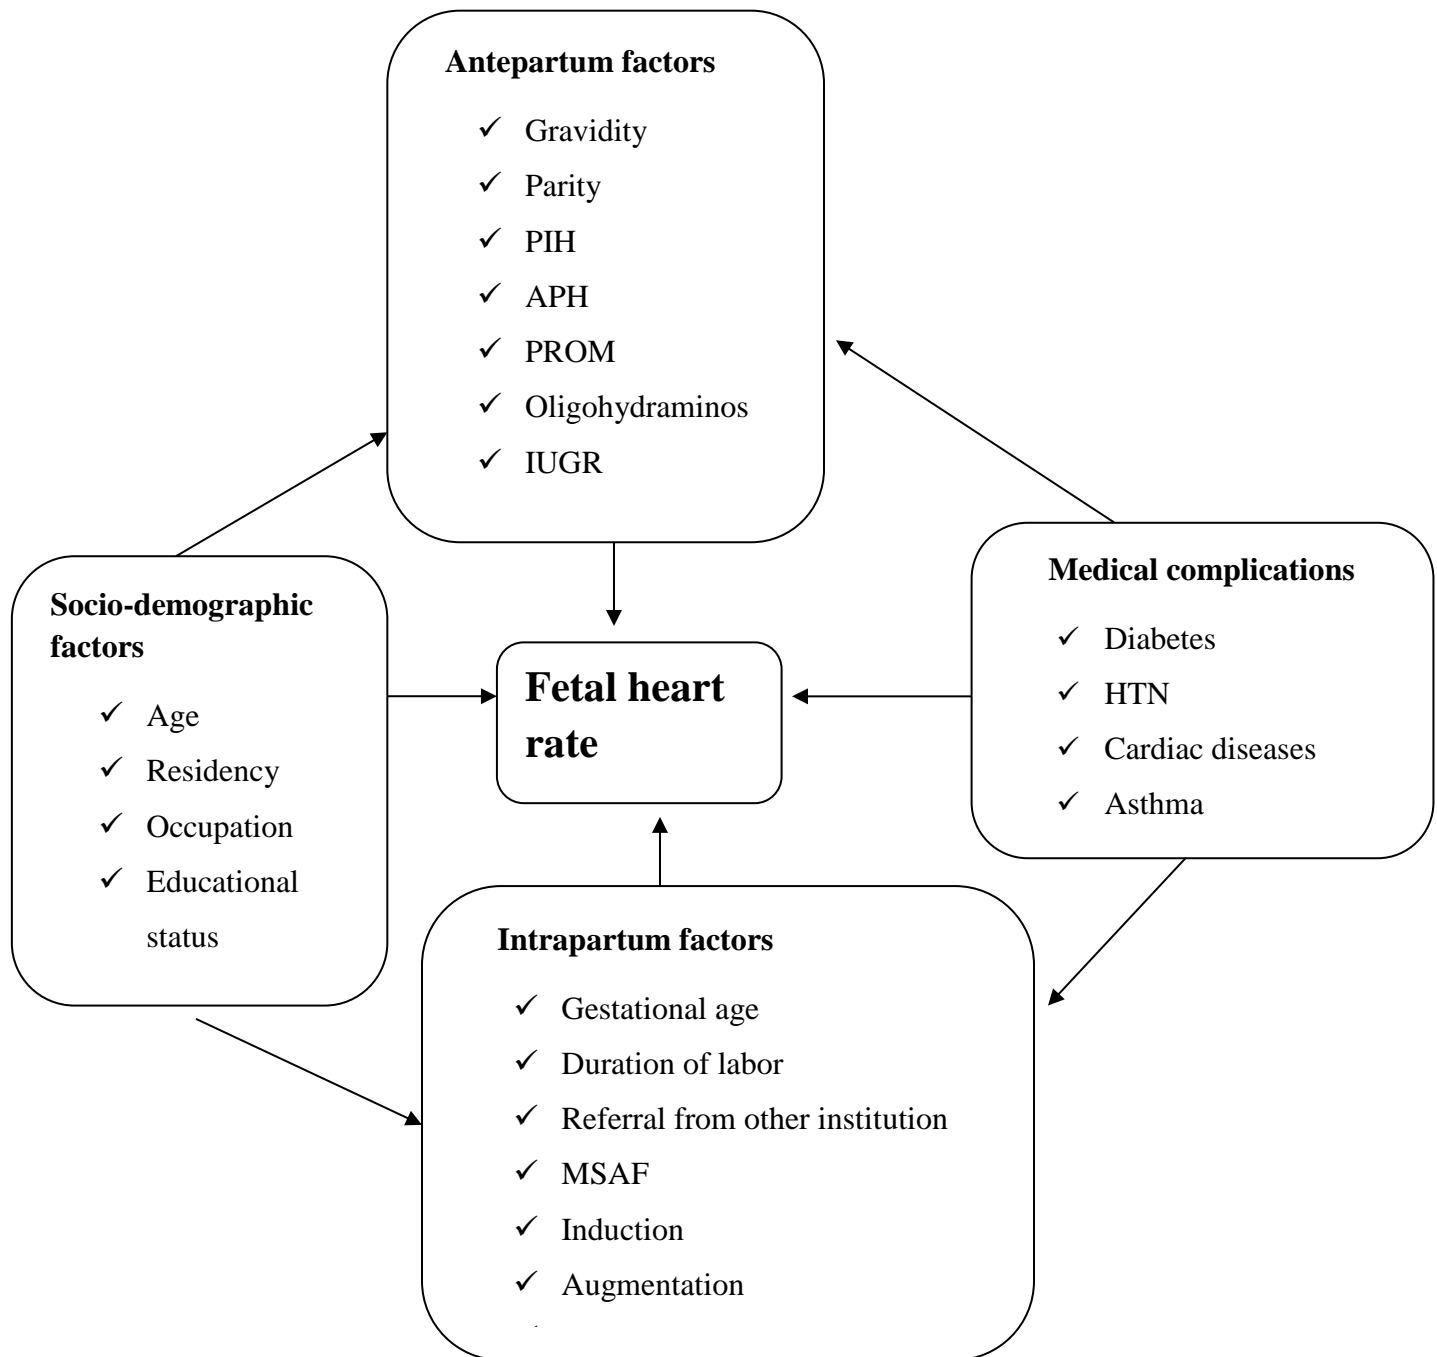 Antepartum factors
✓ Gravidity
✓ Parity
✓ PIH
✓ APH
✓ PROM
✓ Oligohydraminos
✓ IUGR
Socio-demographic
factors
✓ Age
✓ Residency
✓ Occupation
✓ Educational
status
Fetal heart
rate
Medical complications
✓ Diabetes
✓ HTN
✓ Cardiac diseases
✓ Asthma
Intrapartum factors
✓ Gestational age
✓ Duration of labor
✓ Referral from other institution
✓ MSAF
✓ Induction
✓ Augmentation